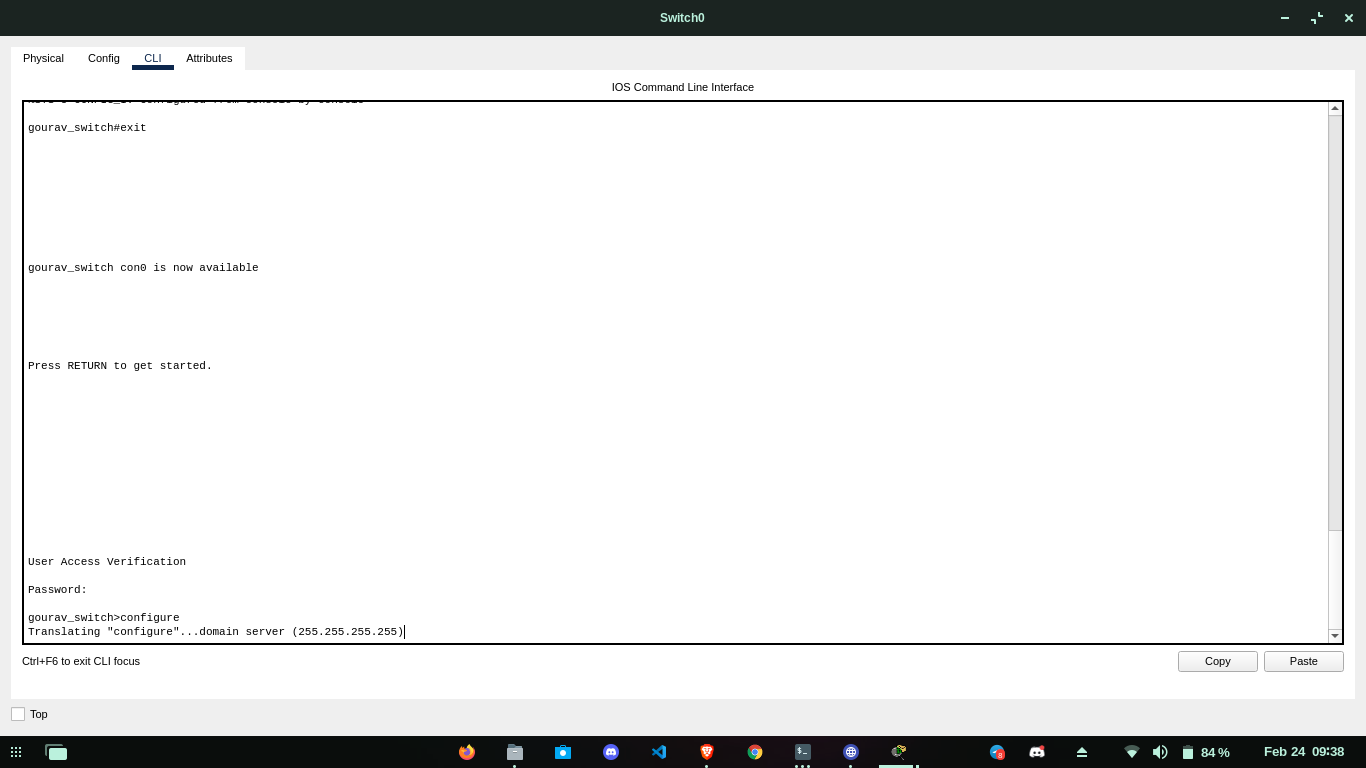 Switch0
Physical Config CLI Attributes
IOS Command Line Interface
gourav_switch#exit
gourav_switch con0 is now available
Press RETURN to get started.
User Access Verification
Password:
gourav_switch>configure
Translating "configure"...domain server (255.255.255.255)
Ctrl+F6 to exit CLI focus
Copy Paste
Top
84 % Feb 24 09:38